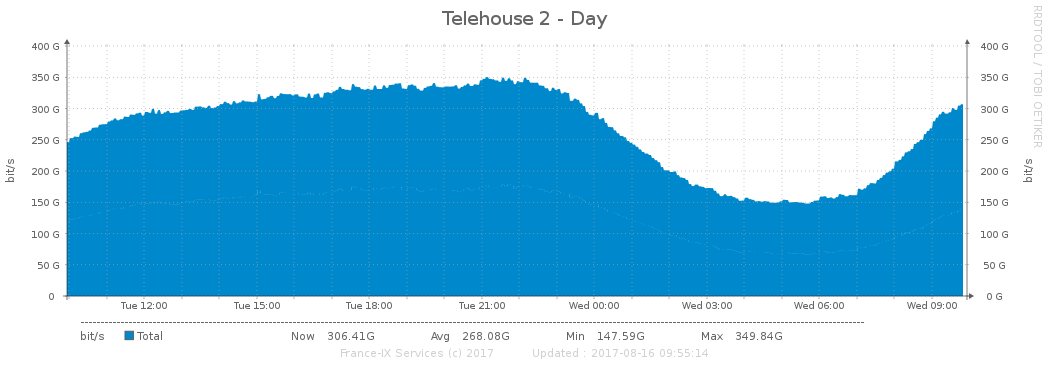 Telehouse 2 - Day
RRDTOOL / TOBI OETIKER
400 G 400 G
350 G 350 G
300 G 300 G
250 G 250 G
200 G 200 G
150 G 150 G
100 G 100 G
50 G 50 G
0 0 G
bit/s bit/s
Tue 12:00 Tue 15:00 Tue 18:00 Tue 21:00 Wed 00:00 Wed 03:00 Wed 06:00 Wed 09:00
bit/s Total Now 306.41G Avg 268.08G Min 147.59G Max 349.84G
France-IX Services (c) 2017 Updated : 2017-08-16 09:55:14